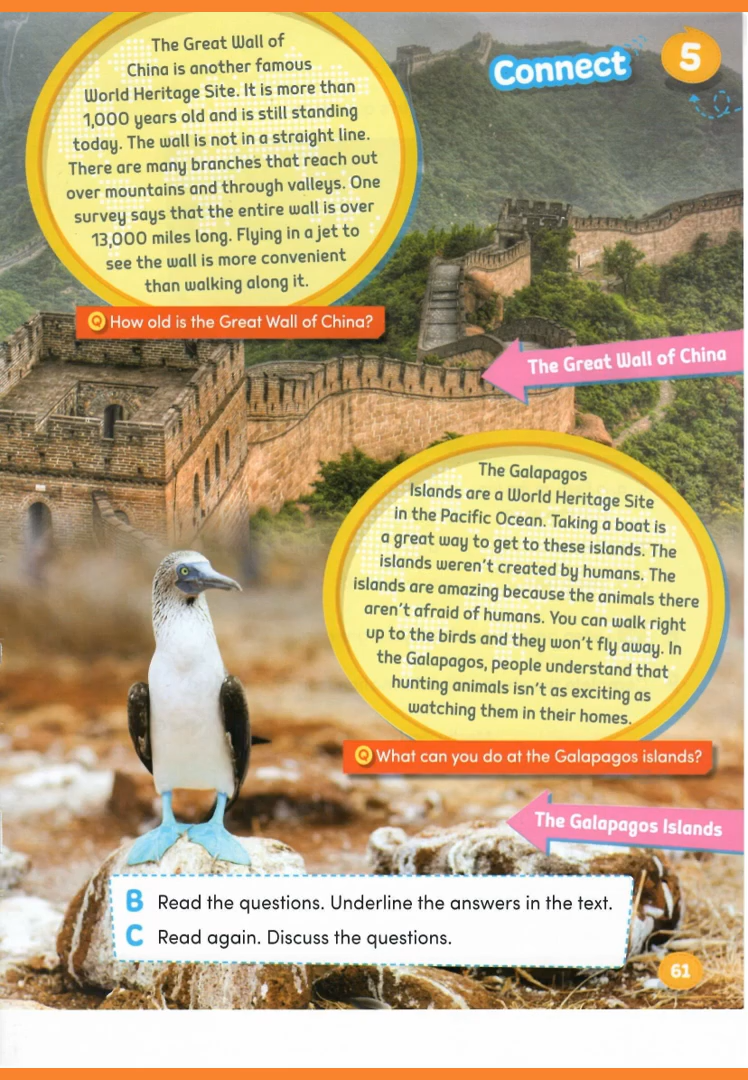 Connect
5
The Great Wall of
China is another famous
World Heritage Site. It is more than
1,000 years old and is still standing
today. The wall is not in a straight line.
There are many branches that reach out
over mountains and through valleys. One
survey says that the entire wall is over
13,000 miles long. Flying in a jet to
see the wall is more convenient
than walking along it.
Q How old is the Great Wall of China?
The Great Wall of China
The Galapagos
Islands are a World Heritage Site
in the Pacific Ocean. Taking a boat is
a great way to get to these islands. The
islands weren't created by humans. The
islands are amazing because the animals there
aren't afraid of humans. You can walk right
up to the birds and they won't fly away. In
the Galapagos, people understand that
hunting animals isn't as exciting as
watching them in their homes.
Q What can you do at the Galapagos islands?
The Galapagos Islands
B Read the questions. Underline the answers in the text.
C Read again. Discuss the questions.
61